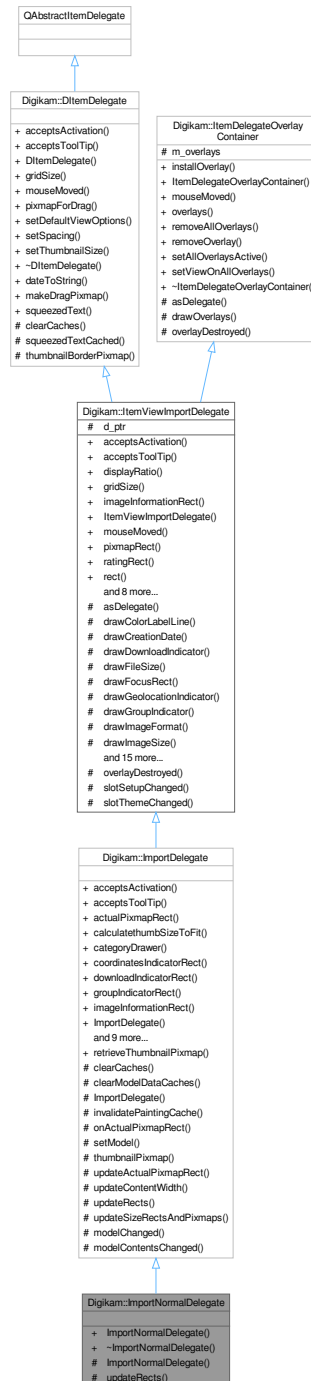 QAbstractItemDelegate
Digikam::DItemDelegate
+ acceptsActivation()
+ acceptsToolTip()
+ DItemDelegate()
+ gridSize()
+ mouseMoved()
+ pixmapForDrag()
+ setDefaultViewOptions()
+ setSpacing()
+ setThumbnailSize()
+ ~DItemDelegate()
+ dateToString()
+ makeDragPixmap()
+ squeezedText()
# clearCaches()
# squeezedTextCached()
# thumbnailBorderPixmap()
Digikam::ItemDelegateOverlay
Container
# m_overlays
+ installOverlay()
+ ItemDelegateOverlayContainer()
+ mouseMoved()
+ overlays()
+ removeAllOverlays()
+ removeOverlay()
+ setAllOverlaysActive()
+ setViewOnAllOverlays()
+ ~ItemDelegateOverlayContainer()
# asDelegate()
# drawOverlays()
# overlayDestroyed()
Digikam::ItemViewImportDelegate
# d_ptr
+ acceptsActivation()
+ acceptsToolTip()
+ displayRatio()
+ gridSize()
+ imageInformationRect()
+ ItemViewImportDelegate()
+ mouseMoved()
+ pixmapRect()
+ ratingRect()
+ rect()
and 8 more...
# asDelegate()
# drawColorLabelLine()
# drawCreationDate()
# drawDownloadIndicator()
# drawFileSize()
# drawFocusRect()
# drawGeolocationIndicator()
# drawGroupIndicator()
# drawImageFormat()
# drawImageSize()
and 15 more...
# overlayDestroyed()
# slotSetupChanged()
# slotThemeChanged()
Digikam::ImportDelegate
+ acceptsActivation()
+ acceptsToolTip()
+ actualPixmapRect()
+ calculatethumbSizeToFit()
+ categoryDrawer()
+ coordinatesIndicatorRect()
+ downloadIndicatorRect()
+ groupIndicatorRect()
+ imageInformationRect()
+ ImportDelegate()
and 9 more...
+ retrieveThumbnailPixmap()
# clearCaches()
# clearModelDataCaches()
# ImportDelegate()
# invalidatePaintingCache()
# onActualPixmapRect()
# setModel()
# thumbnailPixmap()
# updateActualPixmapRect()
# updateContentWidth()
# updateRects()
# updateSizeRectsAndPixmaps()
# modelChanged()
# modelContentsChanged()
Digikam::ImportNormalDelegate
+ ImportNormalDelegate()
+ ~ImportNormalDelegate()
# ImportNormalDelegate()
# updateRects()